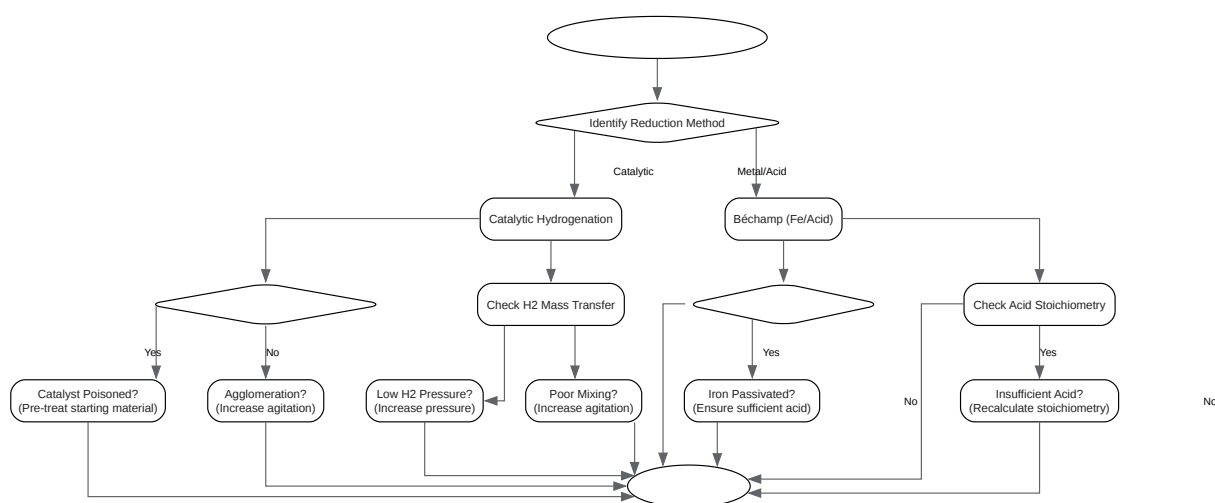 Identify Reduction Method
Catalytic
Metal/Acid
Catalytic Hydrogenation
Béchamp (Fe/Acid)
Check H2 Mass Transfer
Check Acid Stoichiometry
Yes
No
Yes
Yes
Catalyst Poisoned?
(Pre-treat starting material)
Agglomeration?
(Increase agitation)
Low H2 Pressure?
(Increase pressure)
Poor Mixing?
(Increase agitation)
Iron Passivated?
(Ensure sufficient acid)
No
Insufficient Acid?
(Recalculate stoichiometry)
No